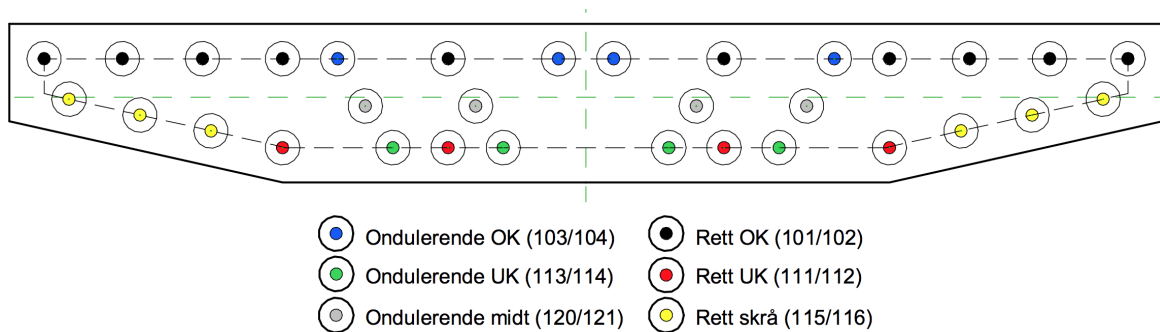 Ondulerende OK (103/104) Rett OK (101/102)
Ondulerende UK (113/114) Rett UK (111/112)
Ondulerende midt (120/121) Rett skrå (115/116)